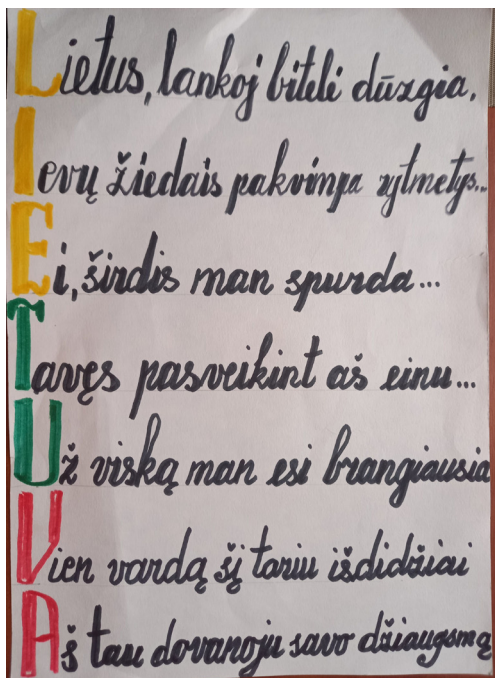 Lietus, lankoj bitelė dūzgia,
Ievų žiedais pakvimpa rytmetys..
Ei, širdis man spurda...
Tavęs pasveikint aš einu...
Už viską man esi brangiausia
Vien vardą šį tariu išdidžiai
Aš tau dovanoju savo džiaugsmą